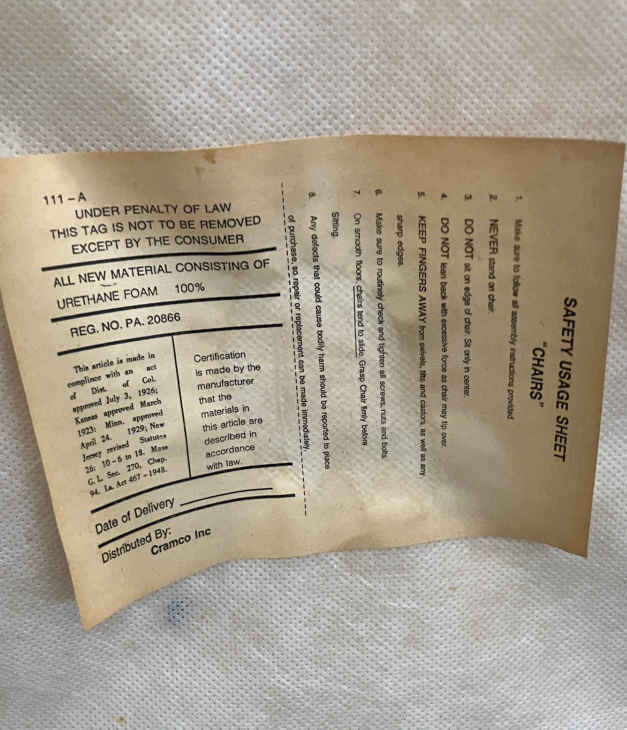 111 - A
UNDER PENALTY OF LAW
THIS TAG IS NOT TO BE REMOVED
EXCEPT BY THE CONSUMER
ALL NEW MATERIAL CONSISTING OF
URETHANE FOAM 100%
REG. NO. PA. 20866
This article is made in
complince with an act
of Dist. of Col.
approved July 3, 1926;
Kansas approved March
1923; Minn. approved
April 24, 1929; New
Jersey revised Statutes
26: 10 - 6 to 18. Mass
G. L. Sec. 270, Chap.
94. La. Act 467 - 1948.
Certification
is made by the
manufacturer
that the
materials in
this article are
described in
accordance
with law.
Date of Delivery
Distributed By:
Cramco Inc
SAFETY USAGE SHEET
"CHAIRS"
1. Make sure to follow all assembly instructions provided
2. NEVER stand on chair.
3. DO NOT sit on edge of chair. Sit only in center.
4. DO NOT lean back with excessive force as chair may tip over.
5. KEEP FINGERS AWAY from swivels, tilts and castors, as well as any
sharp edges.
6. Make sure to routinely check and tighten all screws, nuts and bolts.
7. On smooth floors, chairs tend to slide. Grasp Chair firmly before
Sitting.
8. Any defects that could cause bodily harm should be reported to place
of purchase, so repair or replacement can be made immediately.